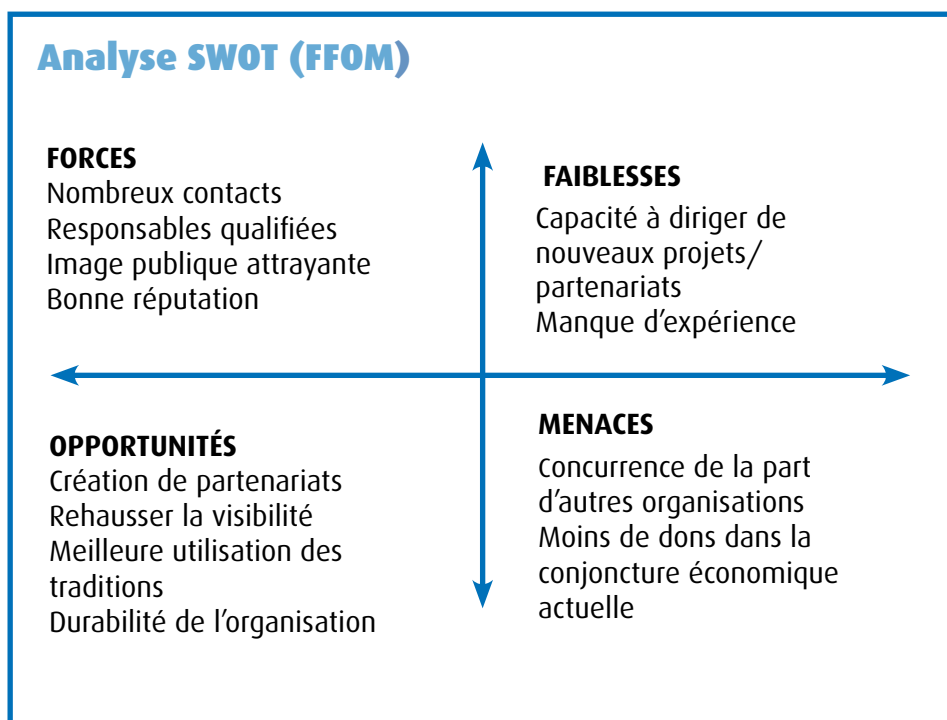 Analyse SWOT (FFOM)
FORCES
Nombreux contacts
Responsables qualifiées
Image publique attrayante
Bonne réputation
FAIBLESSES
Capacité à diriger de
nouveaux projets/
partenariats
Manque d'expérience
OPPORTUNITÉS
Création de partenariats
Rehausser la visibilité
Meilleure utilisation des
traditions
Durabilité de l'organisation
MENACES
Concurrence de la part
d'autres organisations
Moins de dons dans la
conjoncture économique
actuelle